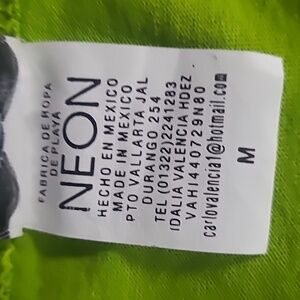 FABRICA DE ROPA
DE PLAYA
NEON
HECHO EN MEXICO
MADE IN MEXICO
PTO VALLARTA JAL
DURANGO 254
TEL (01322)2241283
IDALIA VALENCIA HDEZ.
VAHI440729N80
carlovalencia1@hotmail.com
M